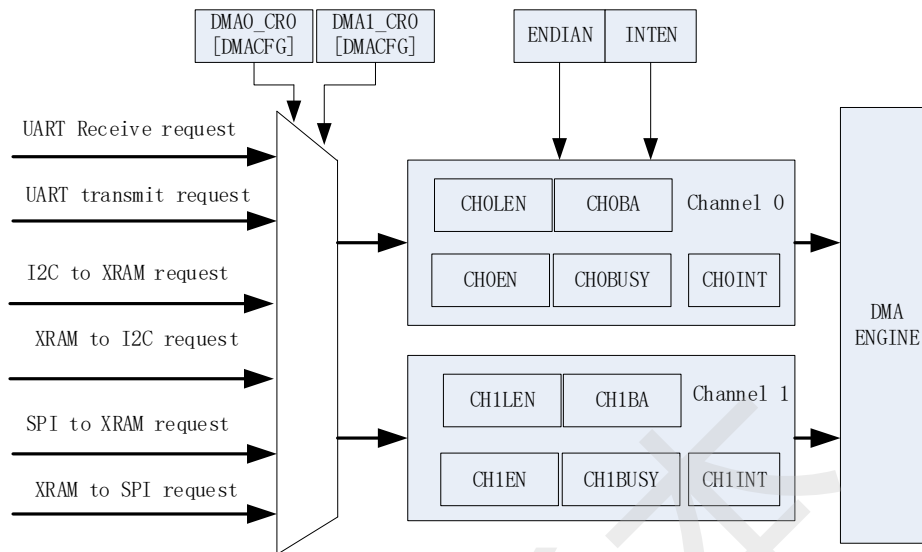 DMA0_CR0
[DMACFG]
DMA1_CR0
[DMACFG]
ENDIAN
INTEN
UART Receive request
UART transmit request
I2C to XRAM request
XRAM to I2C request
SPI to XRAM request
XRAM to SPI request
CH0LEN
CH0BA
Channel 0
CH0EN
CH0BUSY
CH0INT
CH1LEN
CH1BA
Channel 1
CH1EN
CH1BUSY
CH1INT
DMA
ENGINE